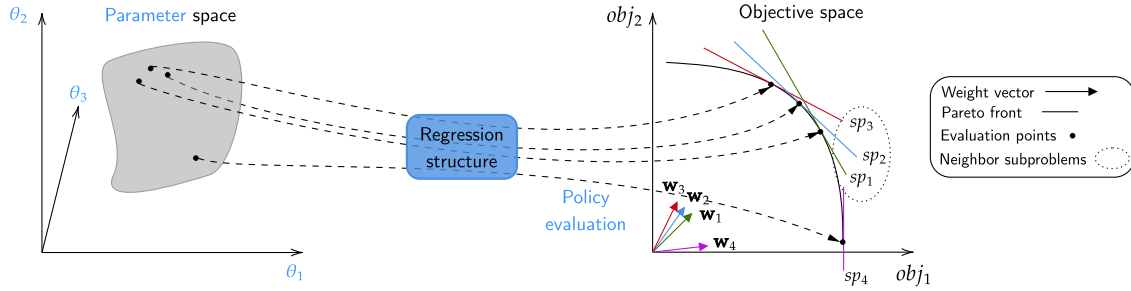 θ₂
Parameter space
θ₃
θ₁
Regression
structure
Policy
evaluation
obj₂
Objective space
sp₃
sp₂
sp₁
w₃
w₂
w₁
w₄
sp₄
obj₁
Weight vector
Pareto front
Evaluation points
Neighbor subproblems